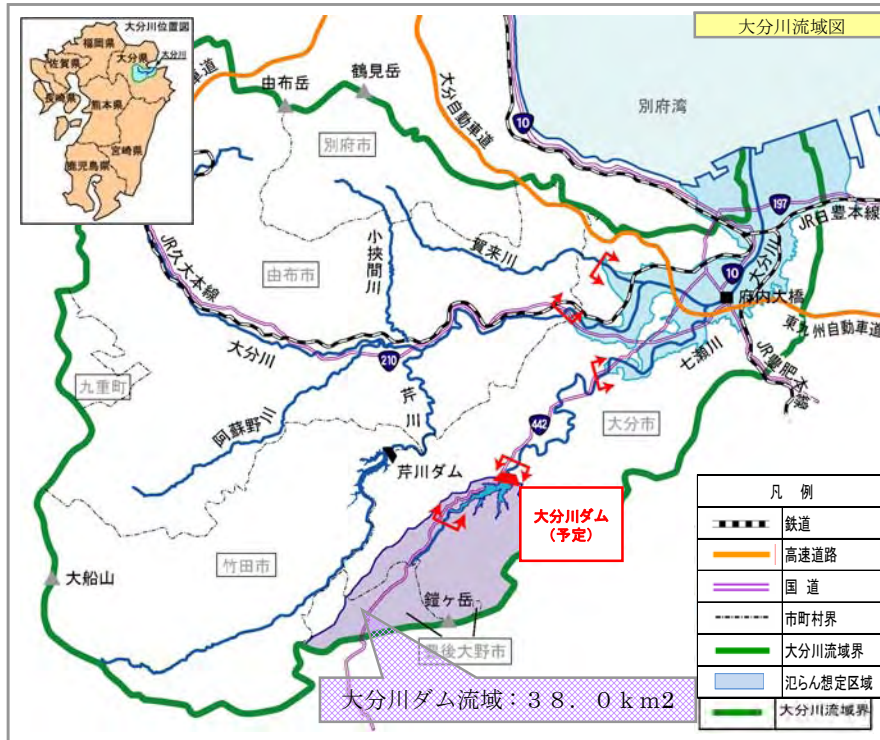 大分川流域図
大分川位置図
福岡県
大分川
佐賀県
大分県
長崎県
熊本県
宮崎県
鹿児島県
車道
由布岳
鶴見岳
大分自動車道
別府湾
10
別府市
197
JR日豊本線
小挾間川
賀来川
10
大分川
由布市
JR久大本線
府内大橋
東九州自動車道
大分川
210
七瀬川
JR豊肥本線
九重町
芹川
阿蘇野川
442
大分市
芹川ダム
大分川ダム
(予定)
竹田市
大船山
鎧ヶ岳
後大野市
大分川ダム流域:38.0km2
凡 例
鉄道
高速道路
国 道
市町村界
大分川流域界
氾らん想定区域
大分川流域界